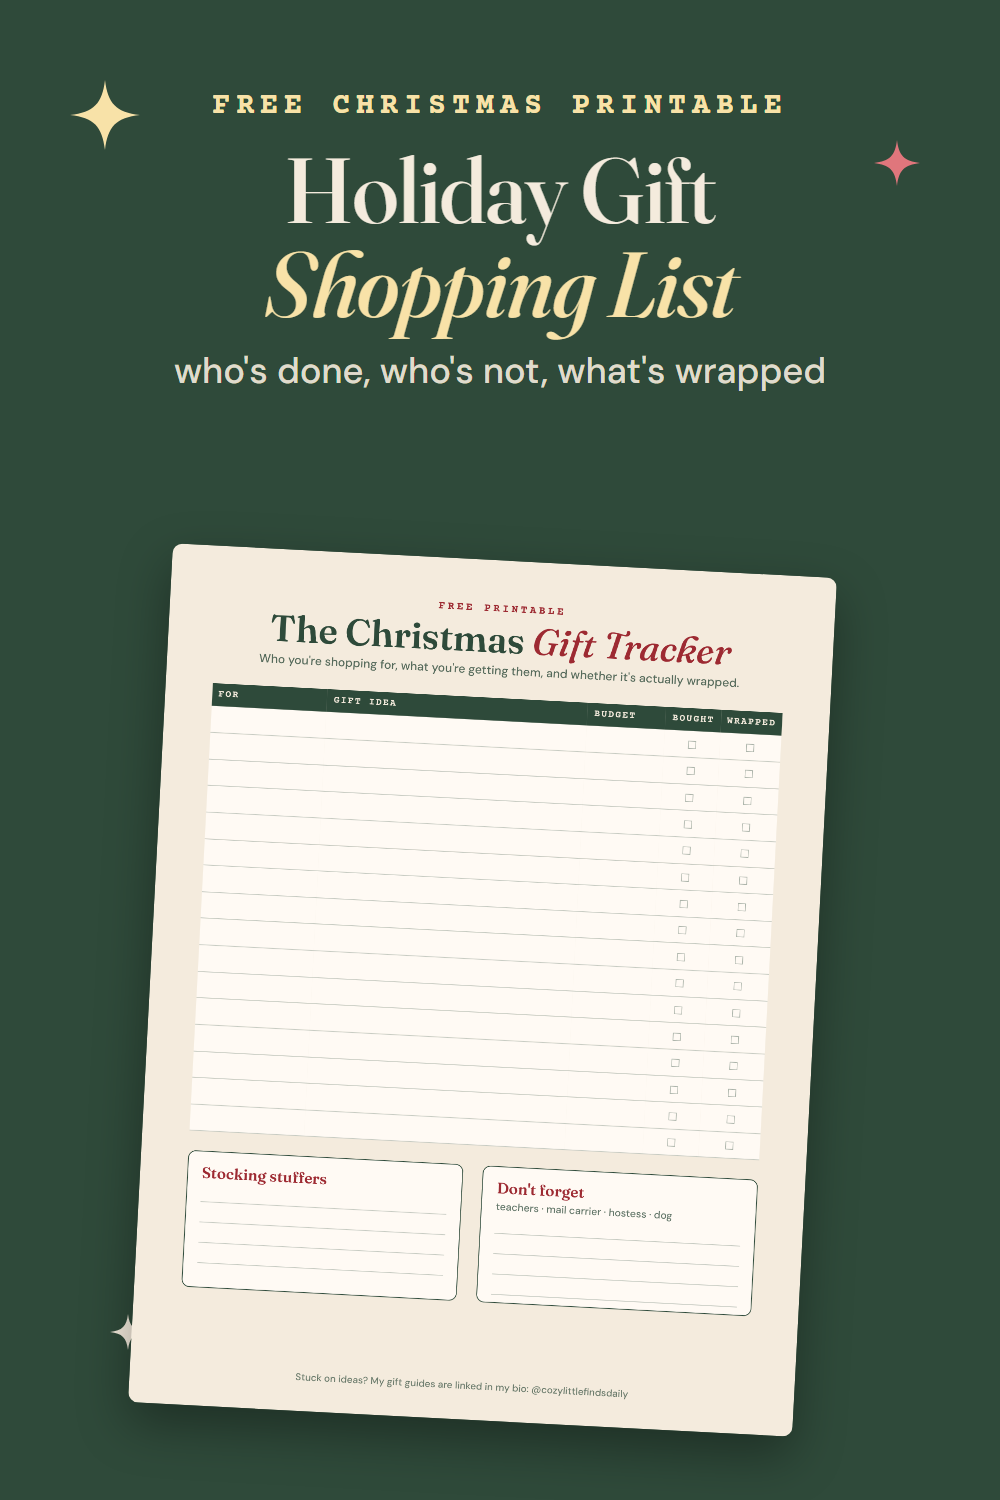 FREE CHRISTMAS PRINTABLE
Holiday Gift
Shopping List
who's done, who's not, what's wrapped
FREE PRINTABLE
The Christmas Gift Tracker
Who you're shopping for, what you're getting them, and whether it's actually wrapped.
FOR GIFT IDEA BUDGET BOUGHT WRAPPED
Stocking stuffers
Don't forget
teachers · mail carrier · hostess · dog
Stuck on ideas? My gift guides are linked in my bio: @cozylittlefindsdaily